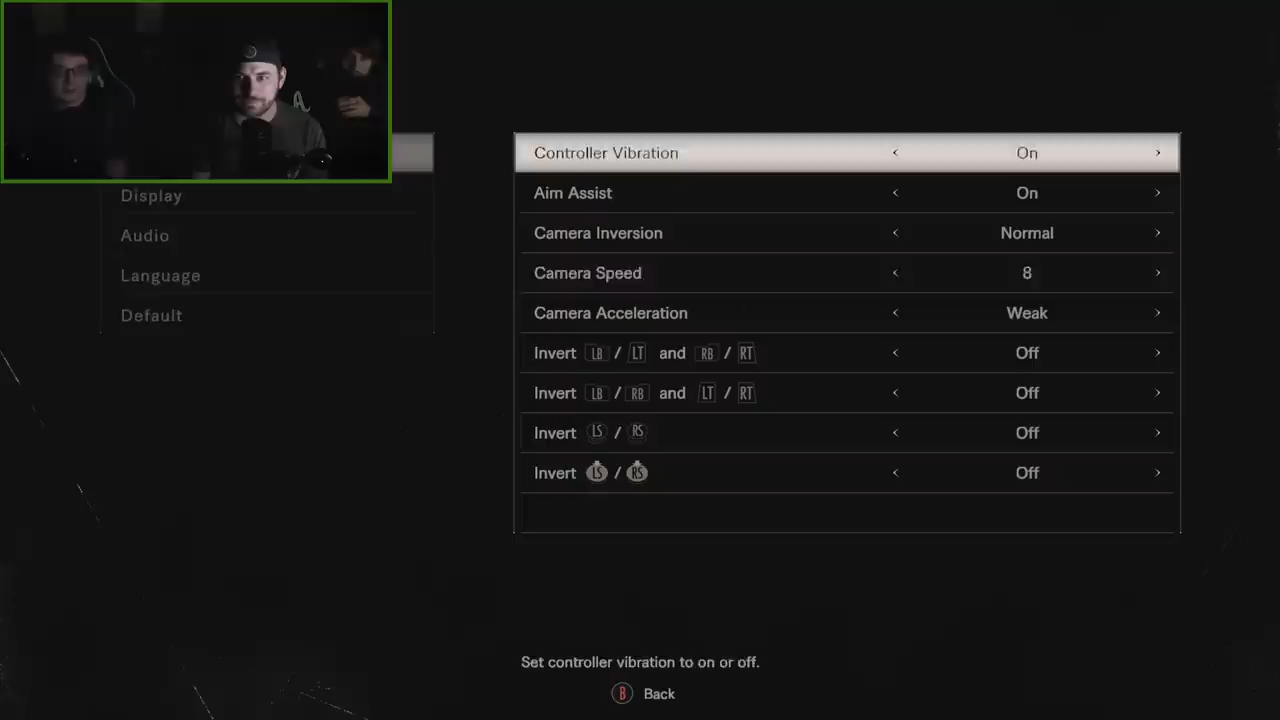 Display
Audio
Language
Default
Controller Vibration < On >
Aim Assist < On >
Camera Inversion < Normal >
Camera Speed < 8 >
Camera Acceleration < Weak >
Invert LB / LT and RB / RT < Off >
Invert LB / RB and LT / RT < Off >
Invert LS / RS < Off >
Invert LS / RS < Off >
Set controller vibration to on or off.
B Back